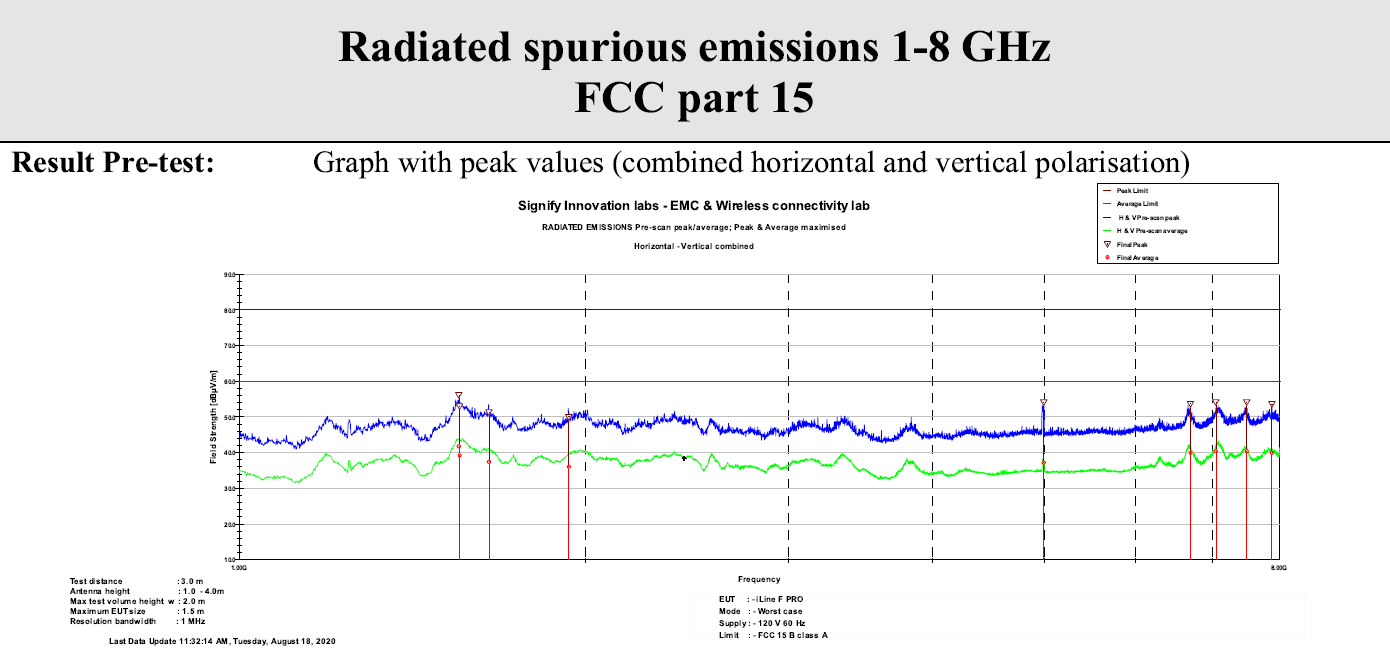 Radiated spurious emissions 1-8 GHz
FCC part 15
Result Pre-test: Graph with peak values (combined horizontal and vertical polarisation)
Peak Limit
Average Limit
H & V Pre-scan peak
H & V Pre-scan average
Final Peak
Final Average
Signify Innovation labs - EMC & Wireless connectivity lab
RADIATED EMISSIONS Pre-scan peak/average; Peak & Average maximised
Horizontal - Vertical combined
Field Strength [dBµV/m]
90.0
80.0
70.0
60.0
50.0
40.0
30.0
20.0
10.0
1.00G
8.00G
Frequency
Test distance : 3.0 m
Antenna height : 1.0 - 4.0m
Max test volume height w : 2.0 m
Maximum EUT size : 1.5 m
Resolution bandwidth : 1 MHz
EUT : - iLine F PRO
Mode : - Worst case
Supply : - 120 V 60 Hz
Limit : - FCC 15 B class A
Last Data Update 11:32:14 AM, Tuesday, August 18, 2020